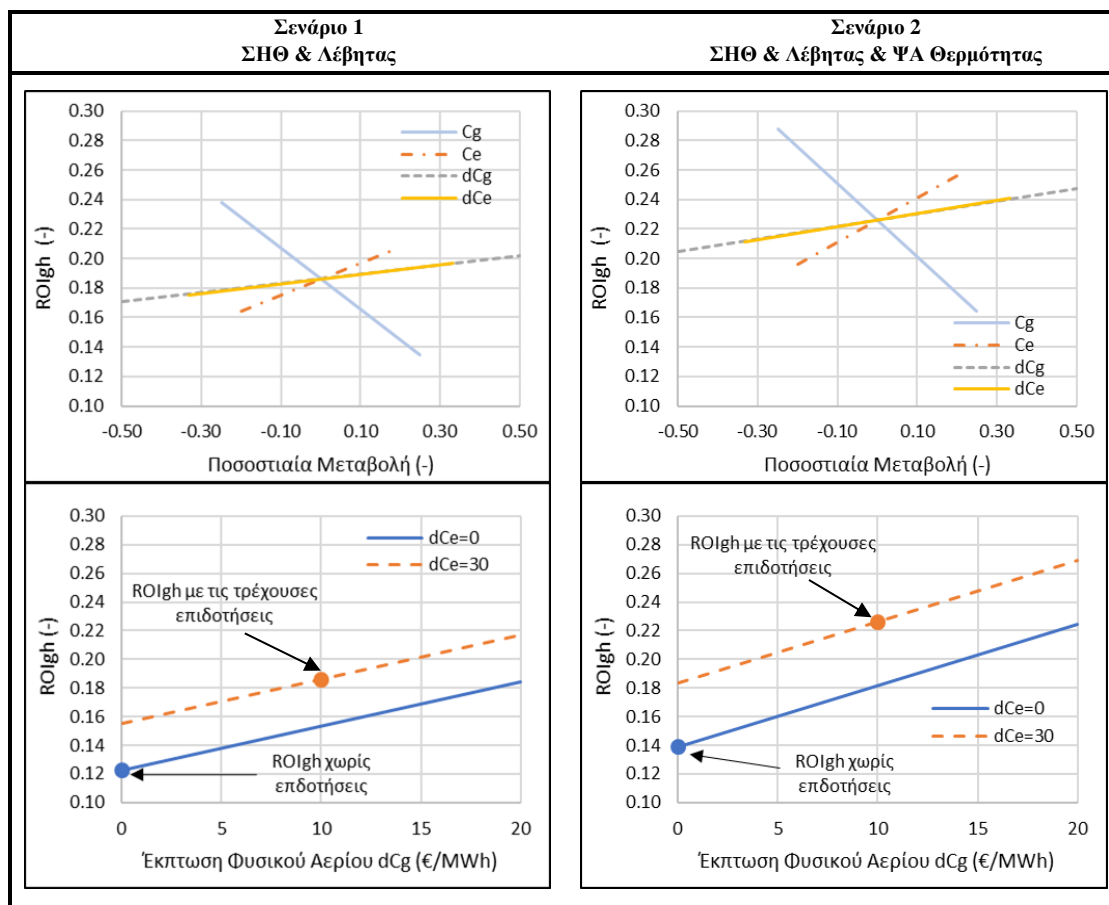 Σενάριο 1
ΣΗΘ & Λέβητας
Σενάριο 2
ΣΗΘ & Λέβητας & ΨΑ Θερμότητας
0.30
0.28
0.26
0.24
0.22
0.20
0.18
0.16
0.14
0.12
0.10
ROIgh (-)
Cg
Ce
dCg
dCe
-0.50 -0.30 -0.10 0.10 0.30 0.50
Ποσοστιαία Μεταβολή (-)
0.30
0.28
0.26
0.24
0.22
0.20
0.18
0.16
0.14
0.12
0.10
ROIgh (-)
Cg
Ce
dCg
dCe
-0.50 -0.30 -0.10 0.10 0.30 0.50
Ποσοστιαία Μεταβολή (-)
0.30
0.28
0.26
0.24
0.22
0.20
0.18
0.16
0.14
0.12
0.10
ROIgh (-)
dCe=0
dCe=30
ROIgh με τις τρέχουσες
επιδοτήσεις
ROIgh χωρίς
επδοτήσεις
0 5 10 15 20
Έκπτωση Φυσικού Αερίου dCg (€/MWh)
0.30
0.28
0.26
0.24
0.22
0.20
0.18
0.16
0.14
0.12
0.10
ROIgh (-)
ROIgh με τις τρέχουσες
επιδοτήσεις
dCe=0
dCe=30
ROIgh χωρίς
επδοτήσεις
0 5 10 15 20
Έκπτωση Φυσικού Αερίου dCg (€/MWh)